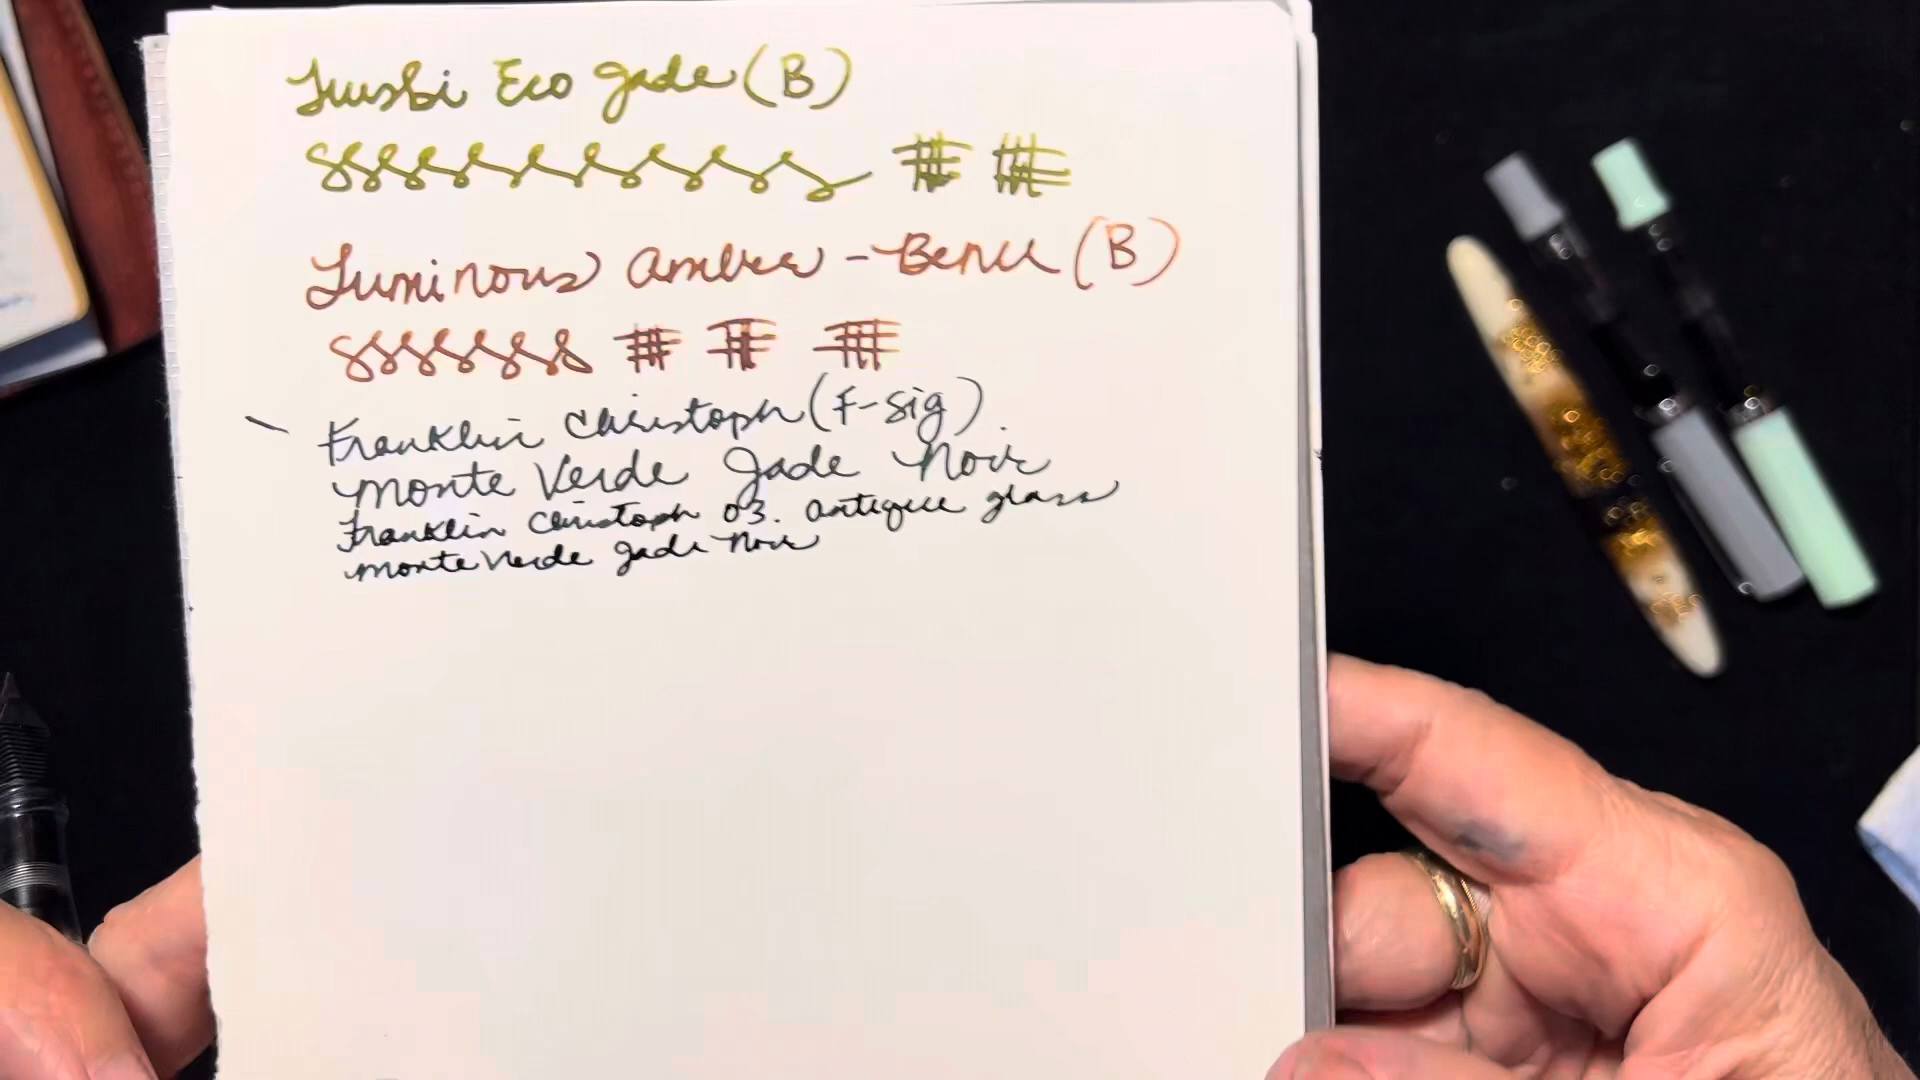 Twsbi Eco Jade (B)
Luminous Amber - Benu (B)
Franklin Christoph (F-Sig)
Monte Verde Jade Noir
Franklin Christoph 03. Antique glass
Monte Verde Jade Noir